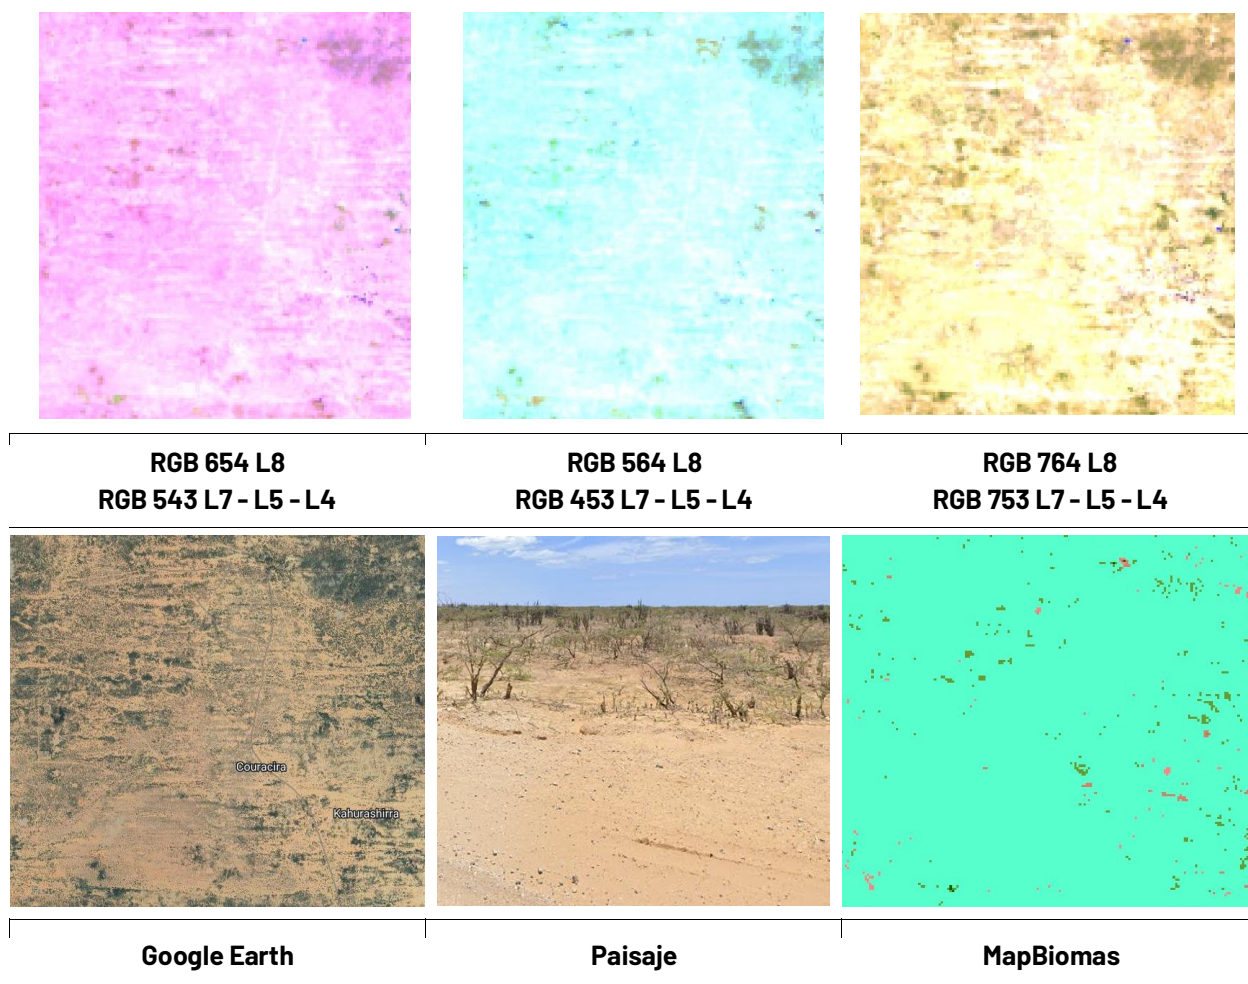 RGB 654 L8
RGB 543 L7 - L5 - L4
RGB 564 L8
RGB 453 L7 - L5 - L4
RGB 764 L8
RGB 753 L7 - L5 - L4
Couracira
Kahurashirra
Google Earth
Paisaje
MapBiomas